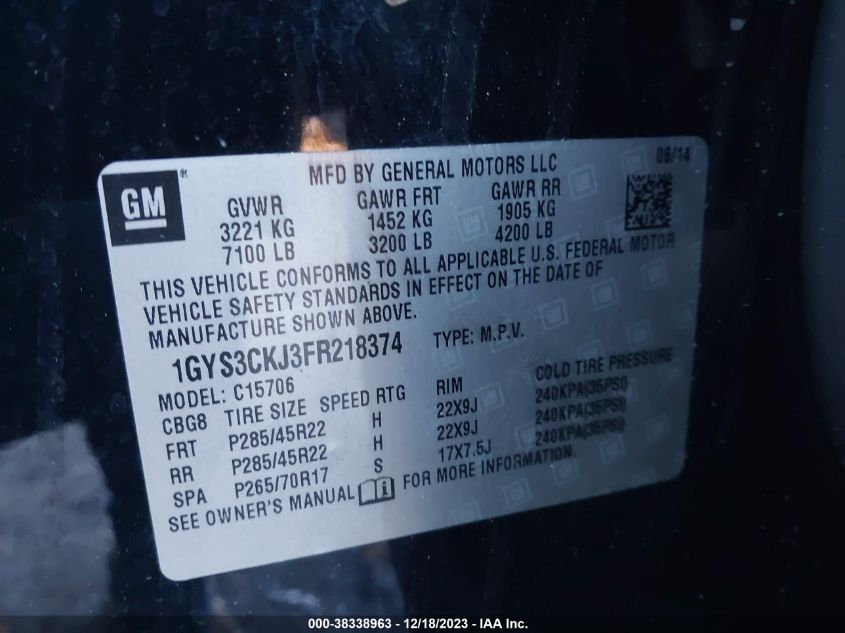 GM ®
MFD BY GENERAL MOTORS LLC 06/14
GVWR GAWR FRT GAWR RR
3221 KG 1452 KG 1905 KG
7100 LB 3200 LB 4200 LB
THIS VEHICLE CONFORMS TO ALL APPLICABLE U.S. FEDERAL MOTOR
VEHICLE SAFETY STANDARDS IN EFFECT ON THE DATE OF
MANUFACTURE SHOWN ABOVE.
1GYS3CKJ3FR218374 TYPE: M.P.V.
MODEL: C15706
CBG8 TIRE SIZE SPEED RTG RIM COLD TIRE PRESSURE
FRT P285/45R22 H 22X9J 240KPA(35PSI)
RR P285/45R22 H 22X9J 240KPA(35PSI)
SPA P265/70R17 S 17X7.5J 240KPA(35PSI)
SEE OWNER'S MANUAL i FOR MORE INFORMATION
000-38338963 - 12/18/2023 - IAA Inc.